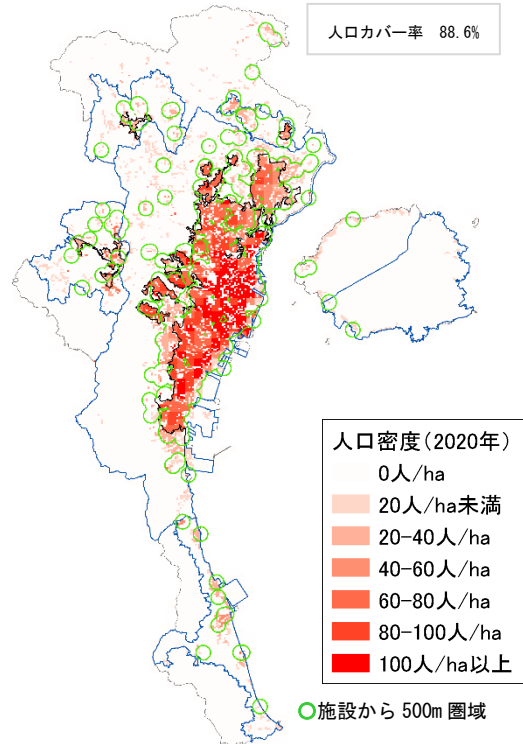 人口カバー率 88.6%
人口密度(2020年)
0人/ha
20人/ha未満
20-40人/ha
40-60人/ha
60-80人/ha
80-100人/ha
100人/ha以上
施設から500m圏域